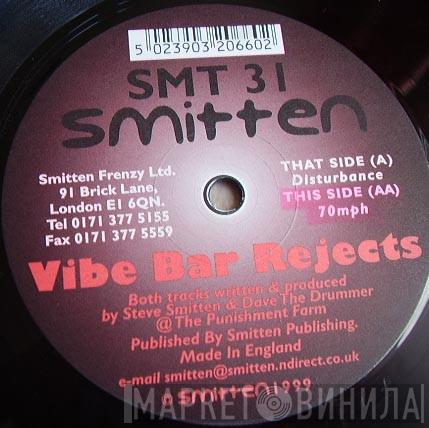 5 023903 206602
SMT 31
smitten
Smitten Frenzy Ltd.
91 Brick Lane,
London E1 6QN.
Tel 0171 377 5155
Fax 0171 377 5559
THAT SIDE (A)
Disturbance
THIS SIDE (AA)
70mph
Vibe Bar Rejects
Both tracks written & produced
by Steve Smitten & Dave The Drummer
@ The Punishment Farm
Published By Smitten Publishing.
Made In England
e-mail smitten@smitten.ndirect.co.uk
smitten 1999
МАРКЕТ ВИНИЛА